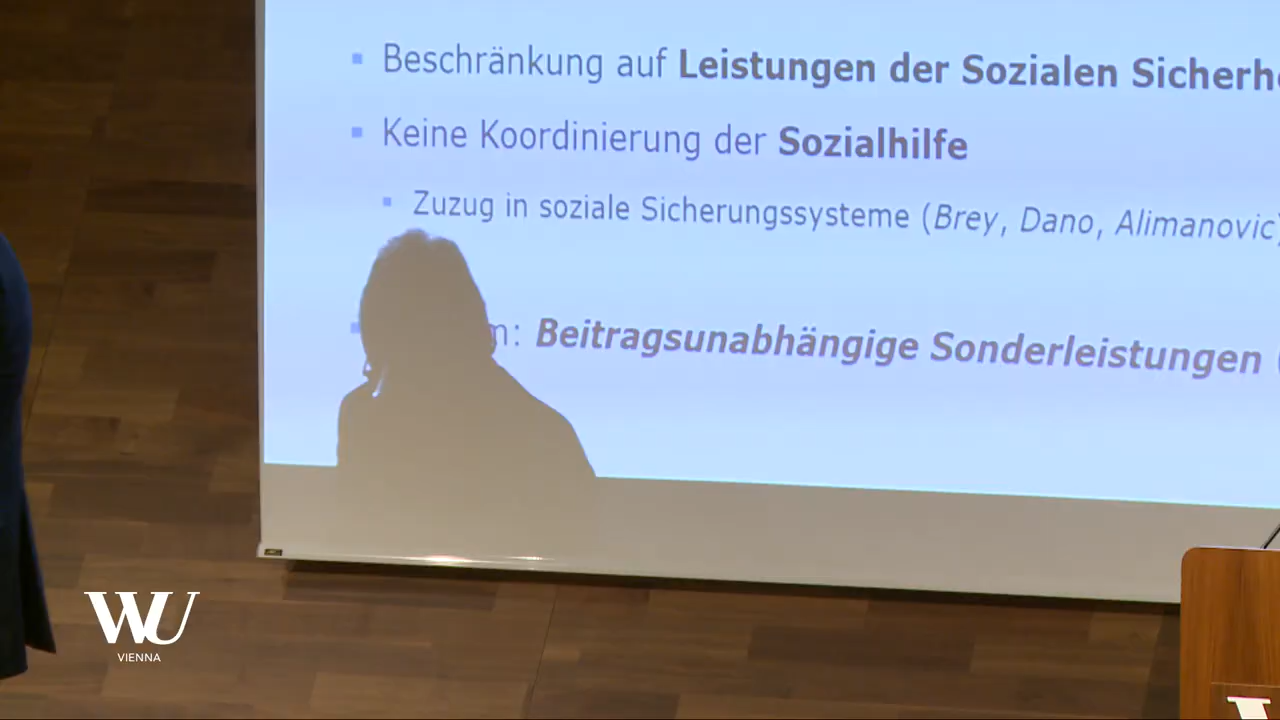 Beschränkung auf Leistungen der Sozialen
Keine Koordinierung der Sozialhilfe
Zuzug in soziale Sicherungssysteme (Brey, Dano, Alimanovic)
Beitragsunabhängige Sonderleistungen
WU
VIENNA